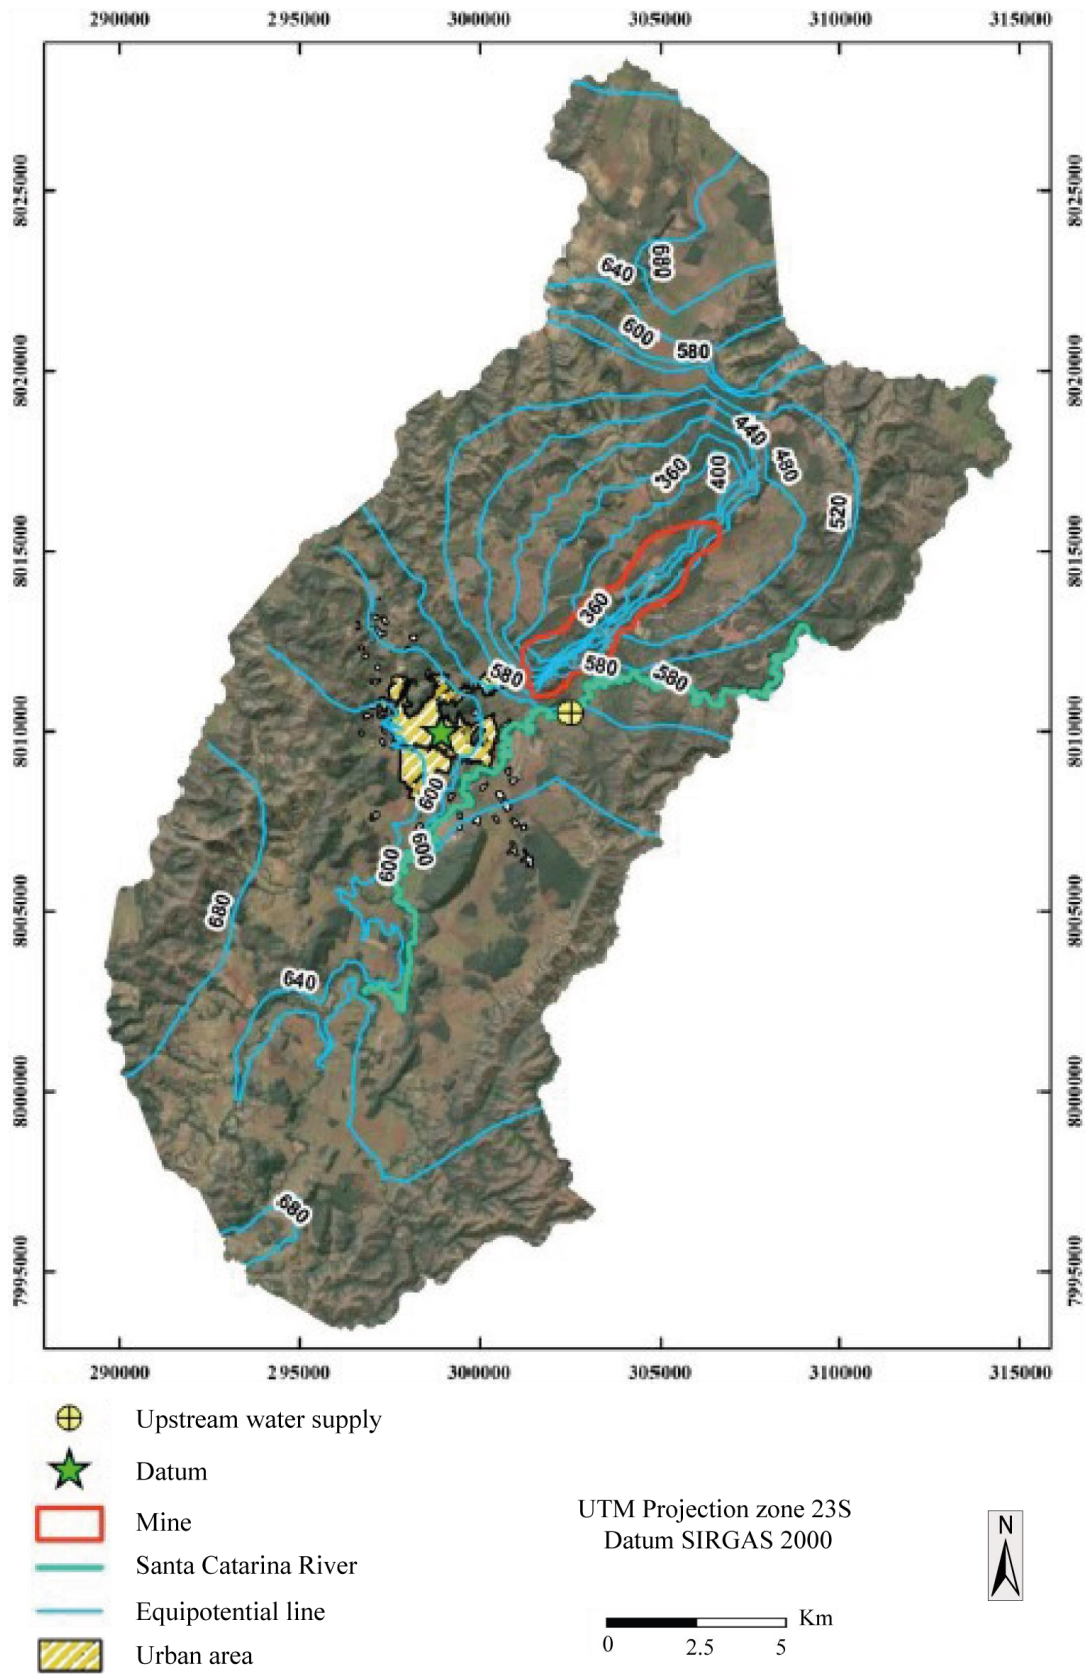 290000 295000 300000 305000 310000 315000
8025000 8025000
680
640
600
580
8020000 8020000
440
480
360
400
520
8015000 8015000
360
580
580
580
8010000 8010000
600
600
600
8005000 8005000
680
640
8000000 8000000
680
7995000 7995000
290000 295000 300000 305000 310000 315000
Upstream water supply
Datum
Mine
Santa Catarina River
Equipotential line
Urban area
UTM Projection zone 23S
Datum SIRGAS 2000
N
Km
0 2.5 5